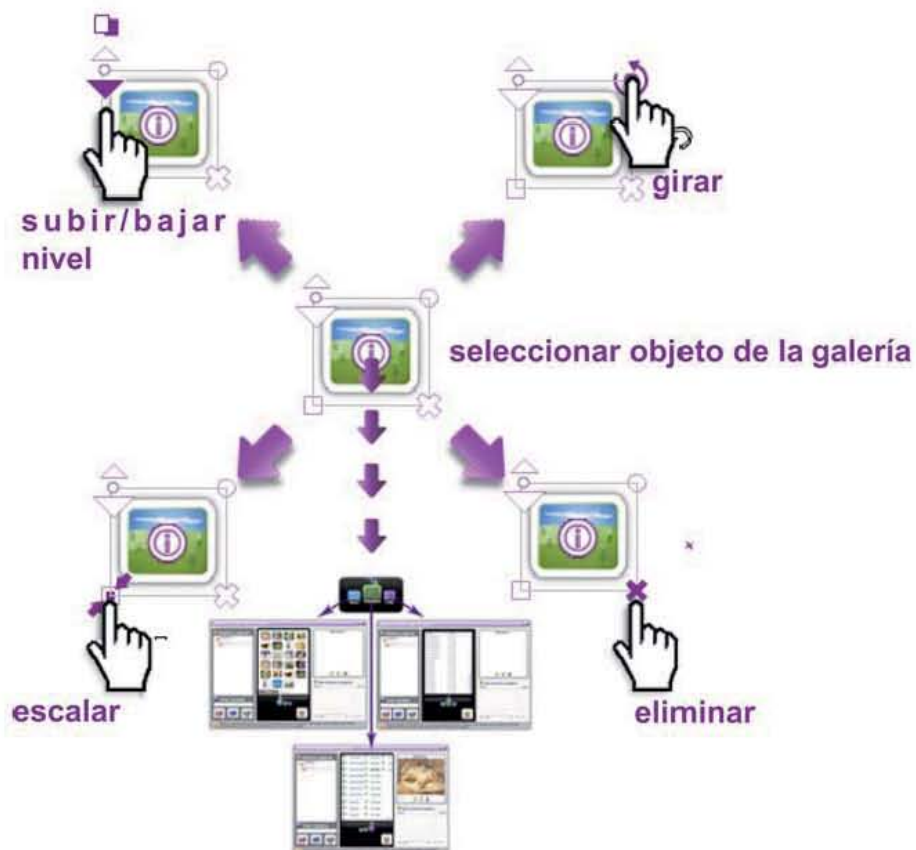 subir/bajar
nivel
girar
seleccionar objeto de la galería
escalar
eliminar